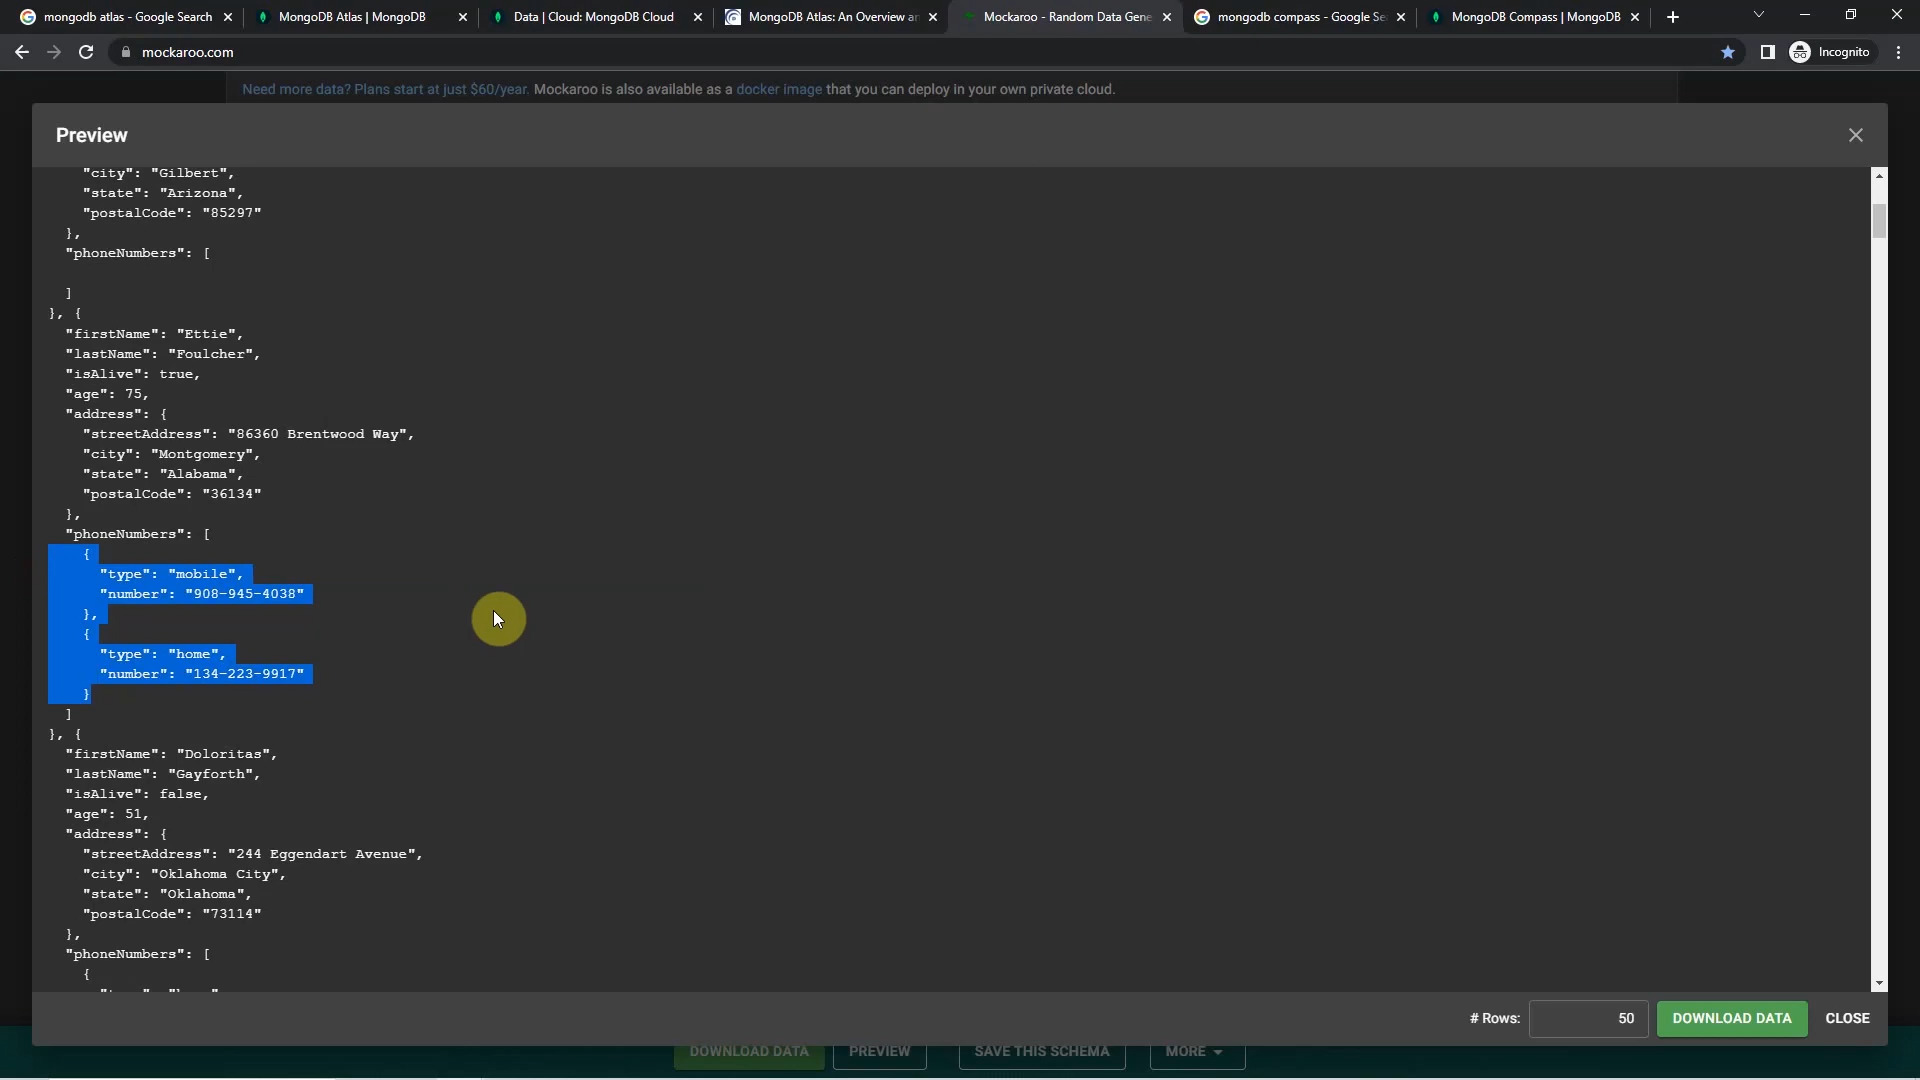 mongodb atlas - Google Search
MongoDB Atlas | MongoDB
Data | Cloud: MongoDB Cloud
MongoDB Atlas: An Overview an
Mockaroo - Random Data Gene
mongodb compass - Google Se
MongoDB Compass | MongoDB
mockaroo.com
Incognito
Need more data? Plans start at just $60/year. Mockaroo is also available as a docker image that you can deploy in your own private cloud.
Preview
"city": "Gilbert",
"state": "Arizona",
"postalCode": "85297"
},
"phoneNumbers": [
]
}, {
"firstName": "Ettie",
"lastName": "Foulcher",
"isAlive": true,
"age": 75,
"address": {
"streetAddress": "86360 Brentwood Way",
"city": "Montgomery",
"state": "Alabama",
"postalCode": "36134"
},
"phoneNumbers": [
{
"type": "mobile",
"number": "908-945-4038"
},
{
"type": "home",
"number": "134-223-9917"
}
]
}, {
"firstName": "Doloritas",
"lastName": "Gayforth",
"isAlive": false,
"age": 51,
"address": {
"streetAddress": "244 Eggendart Avenue",
"city": "Oklahoma City",
"state": "Oklahoma",
"postalCode": "73114"
},
"phoneNumbers": [
{
# Rows: 50 DOWNLOAD DATA CLOSE
DOWNLOAD DATA PREVIEW SAVE THIS SCHEMA MORE